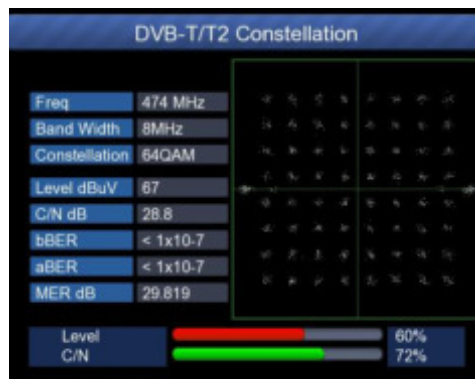 DVB-T/T2 Constellation
Freq 474 MHz
Band Width 8MHz
Constellation 64QAM
Level dBuV 67
C/N dB 28.8
bBER < 1x10-7
aBER < 1x10-7
MER dB 29.819
Level 60%
C/N 72%